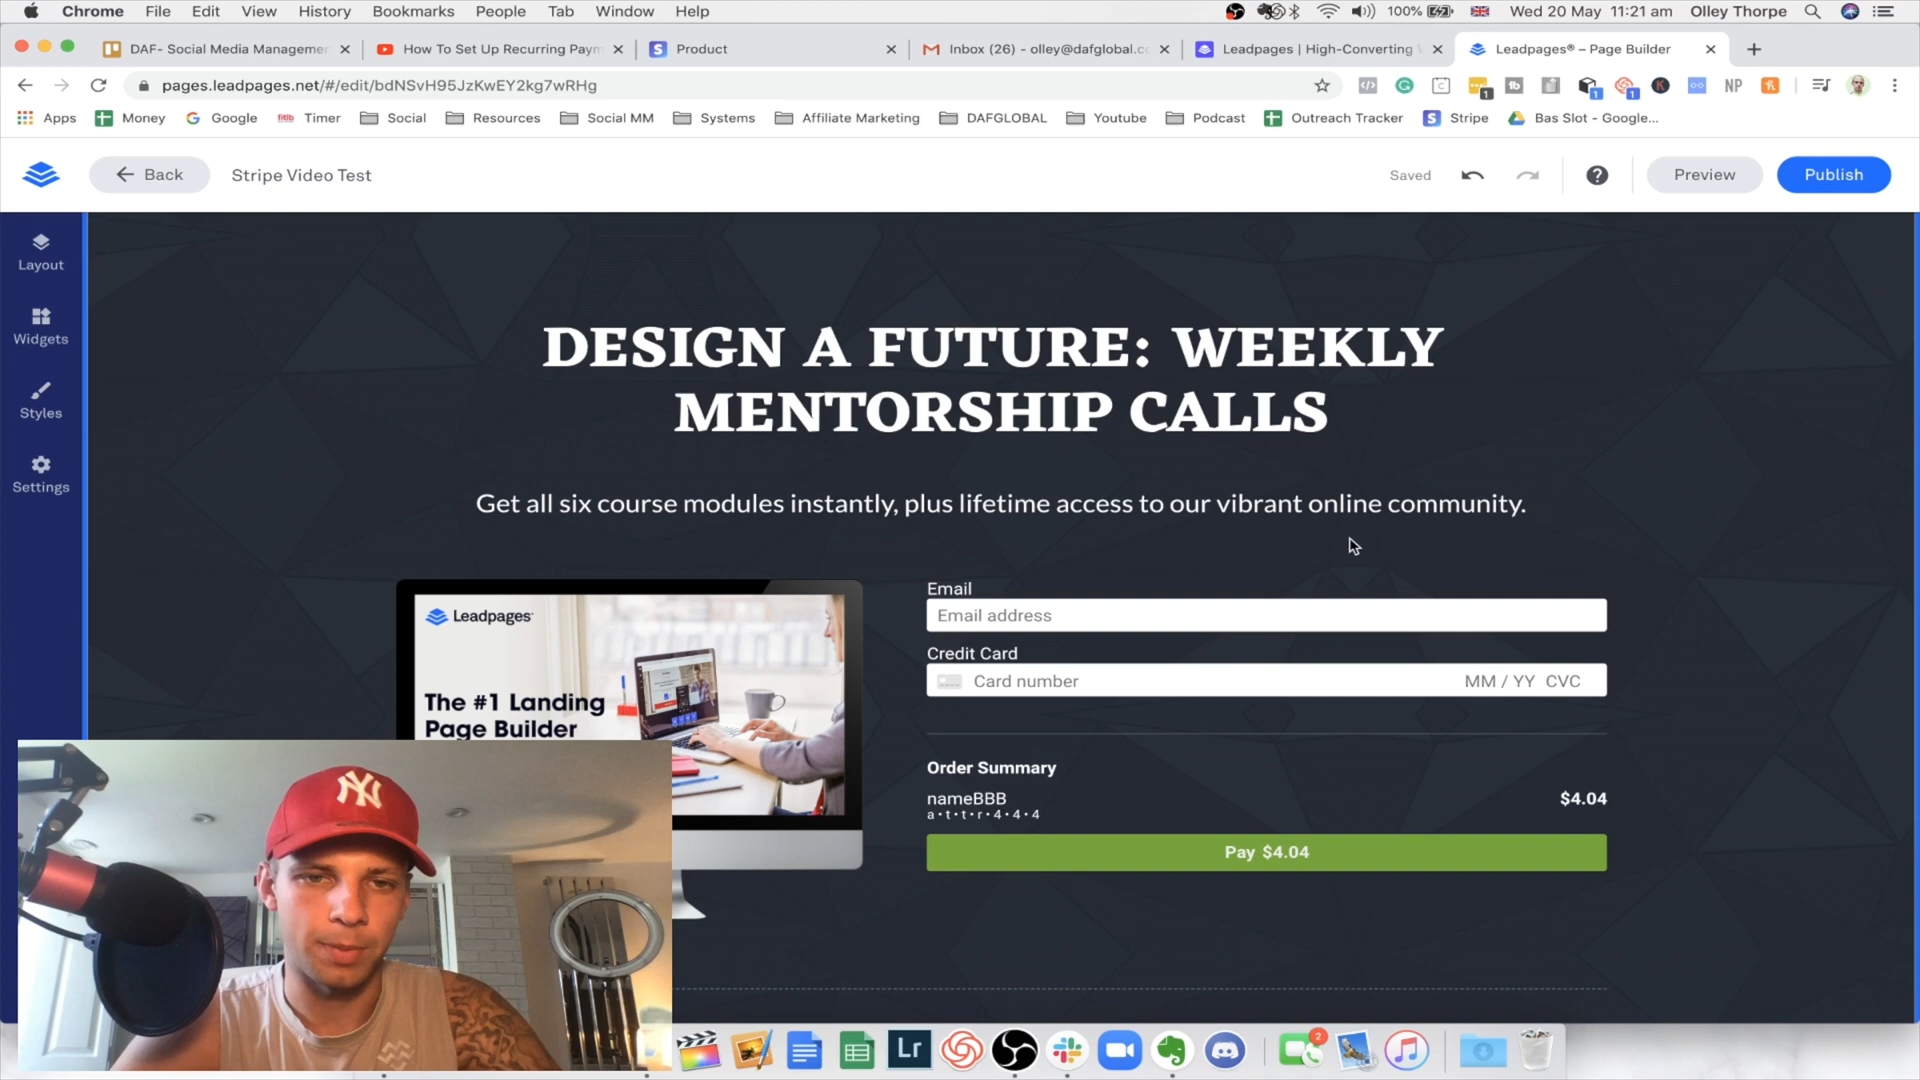 Chrome File Edit View History Bookmarks People Tab Window Help 100% Wed 20 May 11:21 am Olley Thorpe
DAF- Social Media Managemen How To Set Up Recurring Paym Product Inbox (26) - olley@dafglobal.c Leadpages | High-Converting Leadpages® – Page Builder
pages.leadpages.net/#/edit/bdNSvH95JzKwEY2kg7wRHg
Apps Money Google Timer Social Resources Social MM Systems Affiliate Marketing DAFGLOBAL Youtube Podcast Outreach Tracker Stripe Bas Slot - Google...
Back Stripe Video Test Saved Preview Publish
Layout
Widgets
Styles
Settings
DESIGN A FUTURE: WEEKLY
MENTORSHIP CALLS
Get all six course modules instantly, plus lifetime access to our vibrant online community.
Leadpages
The #1 Landing
Page Builder
Email
Email address
Credit Card
Card number MM / YY CVC
Order Summary
nameBBB $4.04
a•t•t•r•4•4•4
Pay $4.04
NY
Lr
2